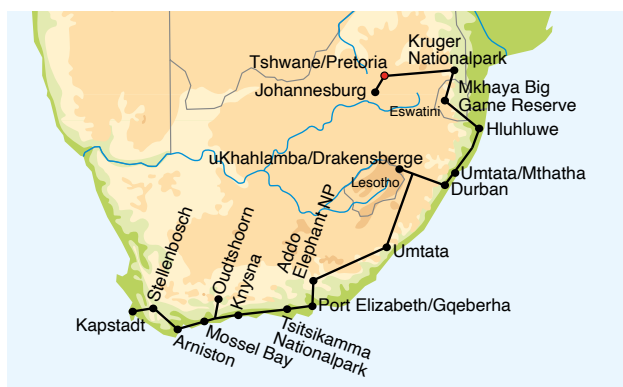 Kruger
Nationalpark
Tshwane/Pretoria
Johannesburg
Mkhaya Big
Game Reserve
Eswatini
Hluhluwe
uKhahlamba/Drakensberge
Umtata/Mthatha
Durban
Lesotho
Addo
Elephant NP
Umtata
Stellenbosch
Oudtshoorn
Knysna
Port Elizabeth/Gqeberha
Kapstadt
Arniston
Mossel Bay
Tsitsikamma
Nationalpark